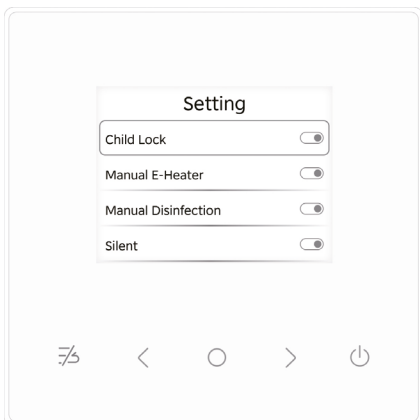 Setting
Child Lock
Manual E-Heater
Manual Disinfection
Silent